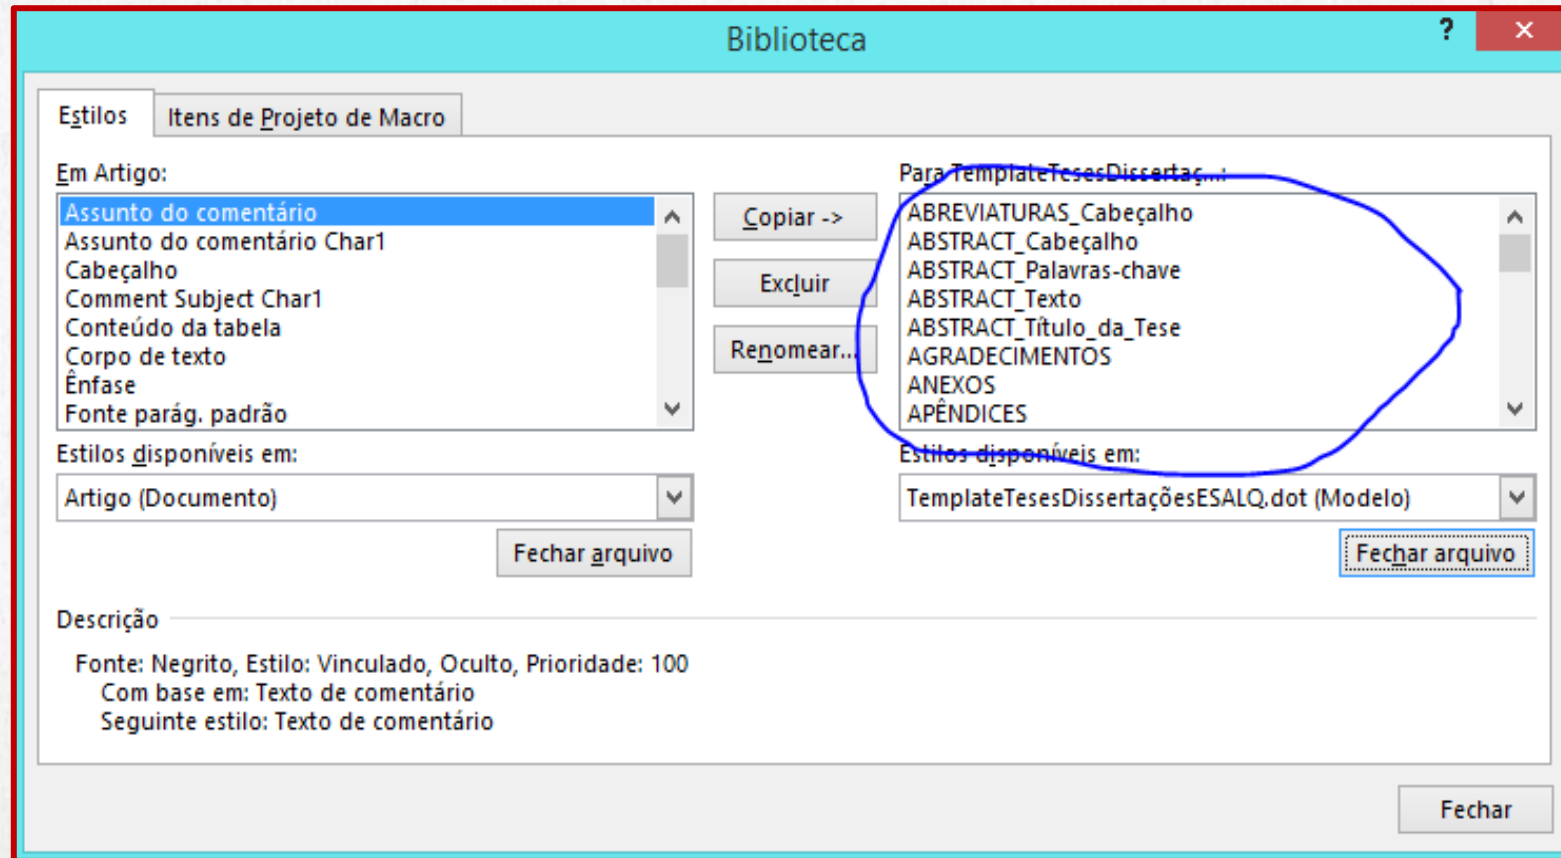 Biblioteca
?
Estilos
Itens de Projeto de Macro
Em Artigo:
Assunto do comentário
Assunto do comentário Char1
Cabeçalho
Comment Subject Char1
Conteúdo da tabela
Corpo de texto
Ênfase
Fonte parág. padrão
Copiar ->
Excluir
Renomear...
Para TemplateTesesDissertaç...:
ABREVIATURAS_Cabeçalho
ABSTRACT_Cabeçalho
ABSTRACT_Palavras-chave
ABSTRACT_Texto
ABSTRACT_Título_da_Tese
AGRADECIMENTOS
ANEXOS
APÊNDICES
Estilos disponíveis em:
Artigo (Documento)
Fechar arquivo
Estilos disponíveis em:
TemplateTesesDissertaçõesESALQ.dot (Modelo)
Fechar arquivo
Descrição
Fonte: Negrito, Estilo: Vinculado, Oculto, Prioridade: 100
Com base em: Texto de comentário
Seguinte estilo: Texto de comentário
Fechar